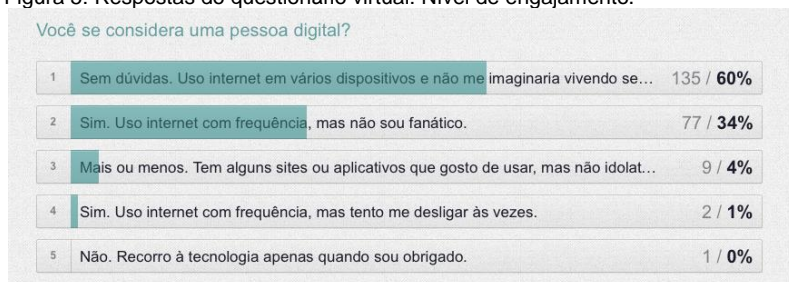 Figura 8: Respostas do questionário virtual: Nível de engajamento.
Você se considera uma pessoa digital?
1 Sem dúvidas. Uso internet em vários dispositivos e não me imaginaria vivendo se... 135 / 60%
2 Sim. Uso internet com frequência, mas não sou fanático. 77 / 34%
3 Mais ou menos. Tem alguns sites ou aplicativos que gosto de usar, mas não idolat... 9 / 4%
4 Sim. Uso internet com frequência, mas tento me desligar às vezes. 2 / 1%
5 Não. Recorro à tecnologia apenas quando sou obrigado. 1 / 0%